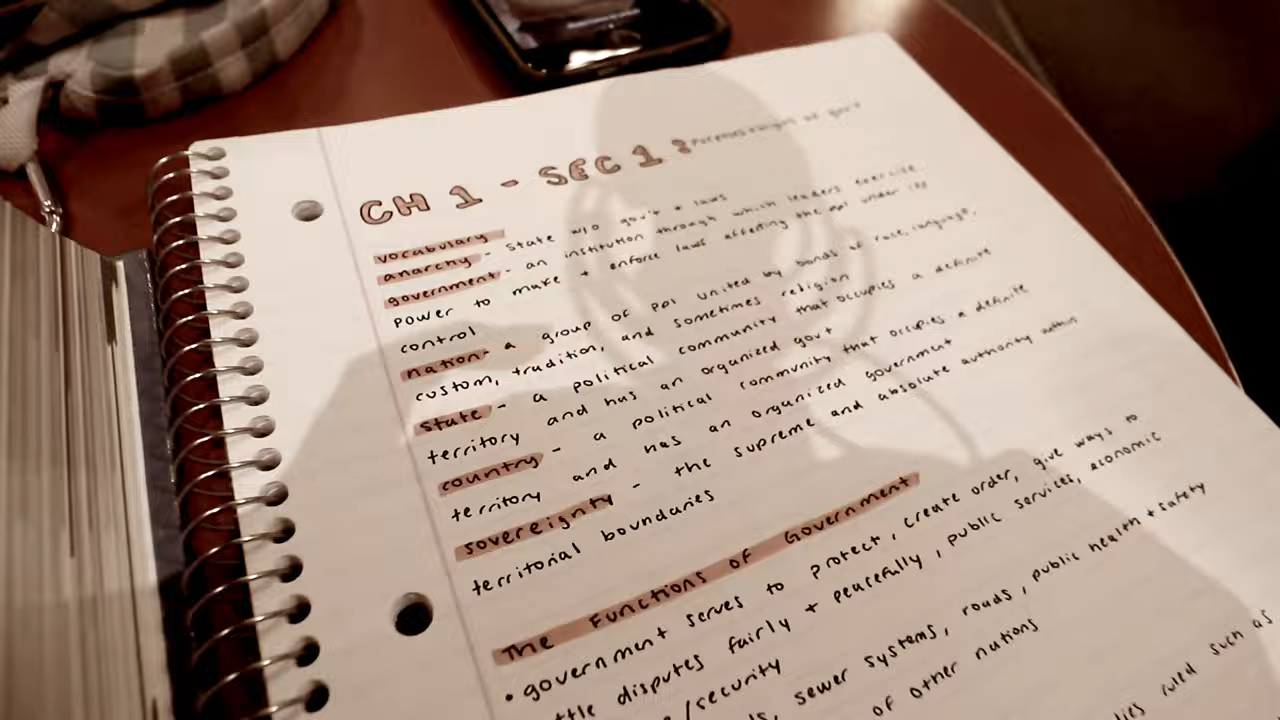 CH 1 - SEC 1 : Purposes + origins of gov't
vocabulary
anarchy - state w/o gov't + laws
government - an institution through which leaders exercise
power to make + enforce laws affecting the ppl under its
control
nation - a group of ppl united by bonds of race, language,
custom, tradition, and sometimes religion
state - a political community that occupies a definite
territory and has an organized gov't
country - a political community that occupies a definite
territory and has an organized government
sovereignty - the supreme and absolute authority within
territorial boundaries
The Functions of Government
• government serves to protect, create order, give ways to
ttle disputes fairly + peacefully, public services, economic
/security
sewer systems, roads, public health + safety
of other nations
ruled such as